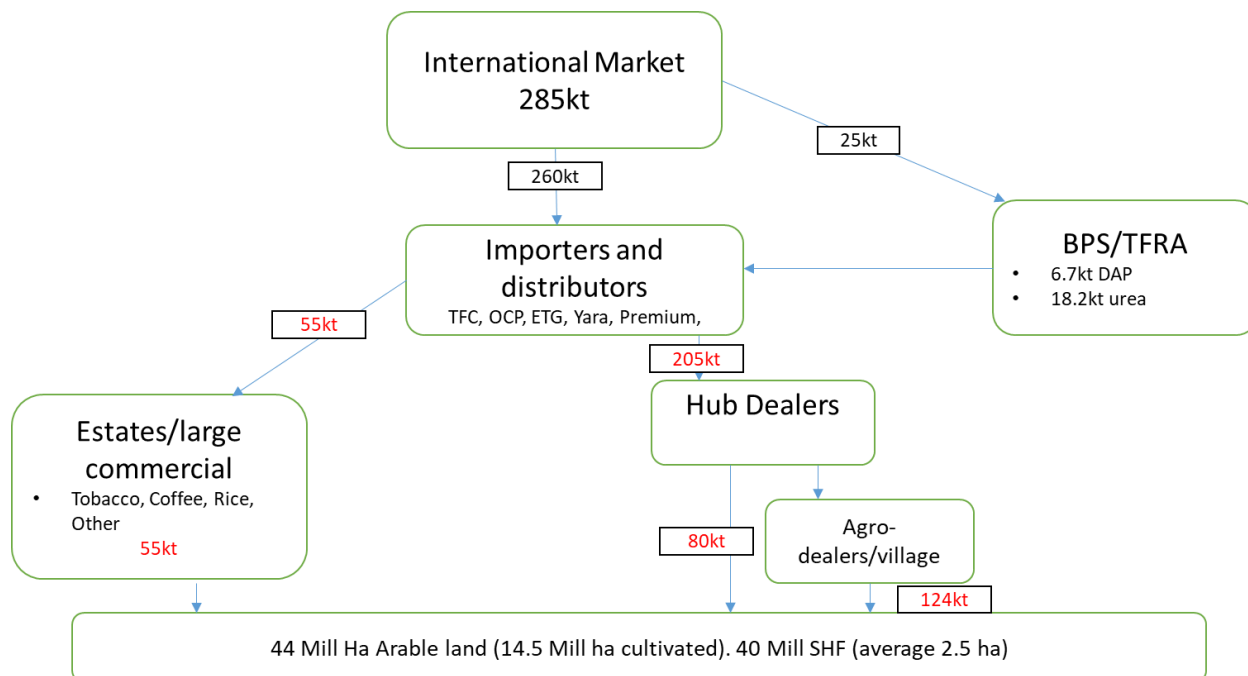 International Market
285kt
25kt
260kt
Importers and
distributors
TFC, OCP, ETG, Yara, Premium,
BPS/TFRA
• 6.7kt DAP
• 18.2kt urea
55kt
205kt
Hub Dealers
Estates/large
commercial
• Tobacco, Coffee, Rice,
Other
55kt
80kt
Agro-
dealers/village
124kt
44 Mill Ha Arable land (14.5 Mill ha cultivated). 40 Mill SHF (average 2.5 ha)